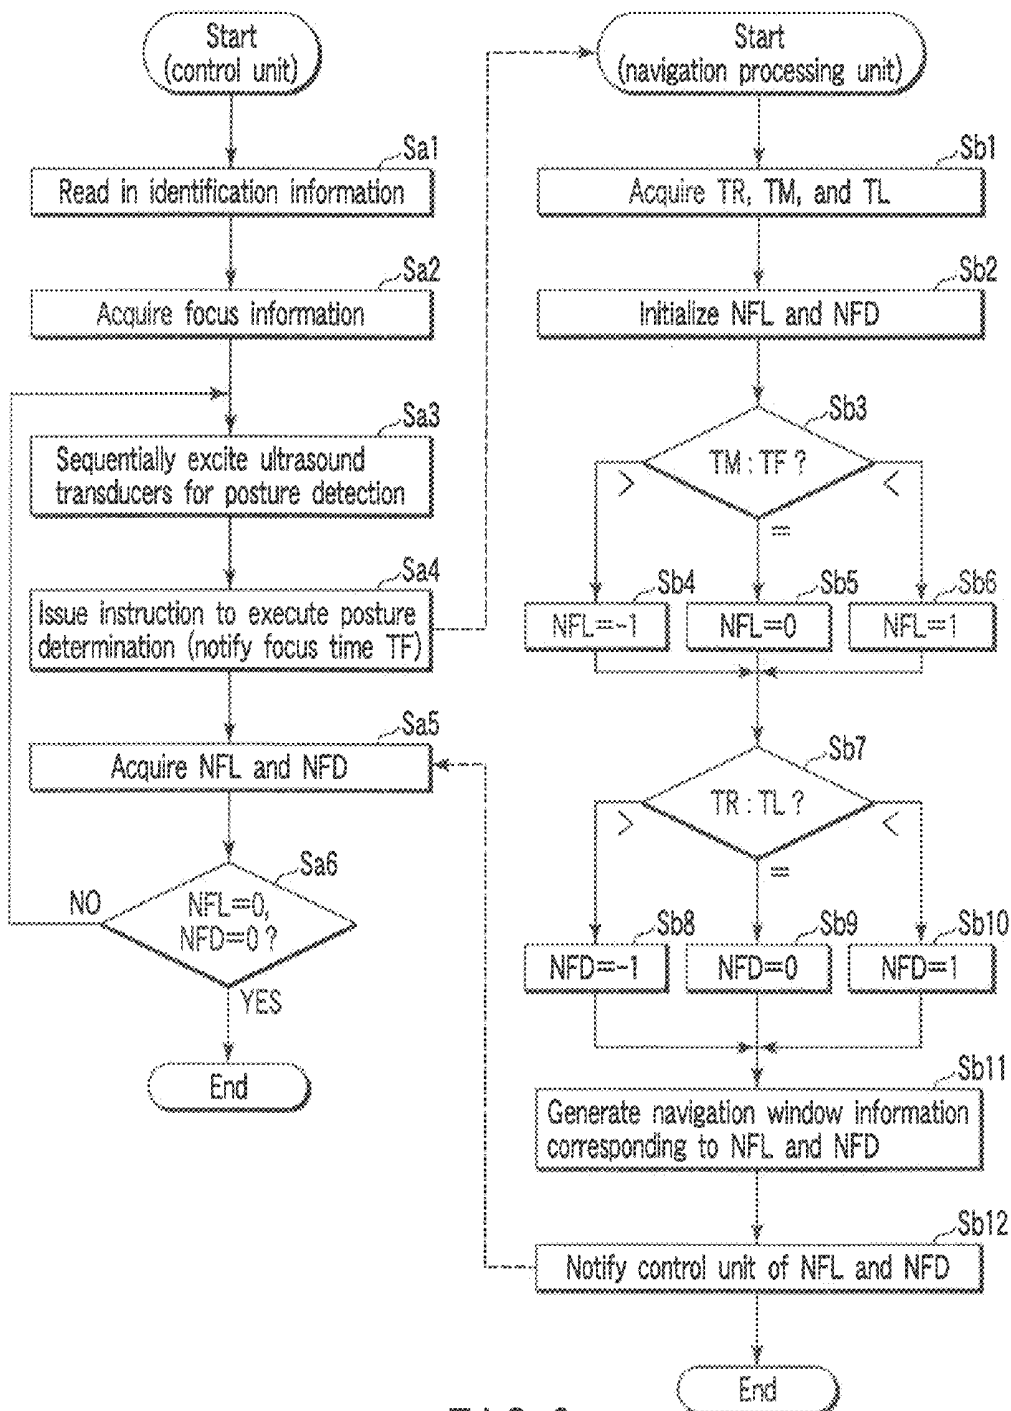 Start
(control unit)
Sa1
Read in identification information
Sa2
Acquire focus information
Sa3
Sequentially excite ultrasound
transducers for posture detection
Sa4
Issue instruction to execute posture
determination (notify focus time TF)
Sa5
Acquire NFL and NFD
Sa6
NFL=0,
NFD=0?
NO
YES
End
Start
(navigation processing unit)
Sb1
Acquire TR, TM, and TL
Sb2
Initialize NFL and NFD
Sb3
TM : TF ?
> <
=
Sb4 Sb5 Sb6
NFL=-1 NFL=0 NFL=1
Sb7
TR : TL ?
> <
=
Sb8 Sb9 Sb10
NFD=-1 NFD=0 NFD=1
Sb11
Generate navigation window information
corresponding to NFL and NFD
Sb12
Notify control unit of NFL and NFD
End